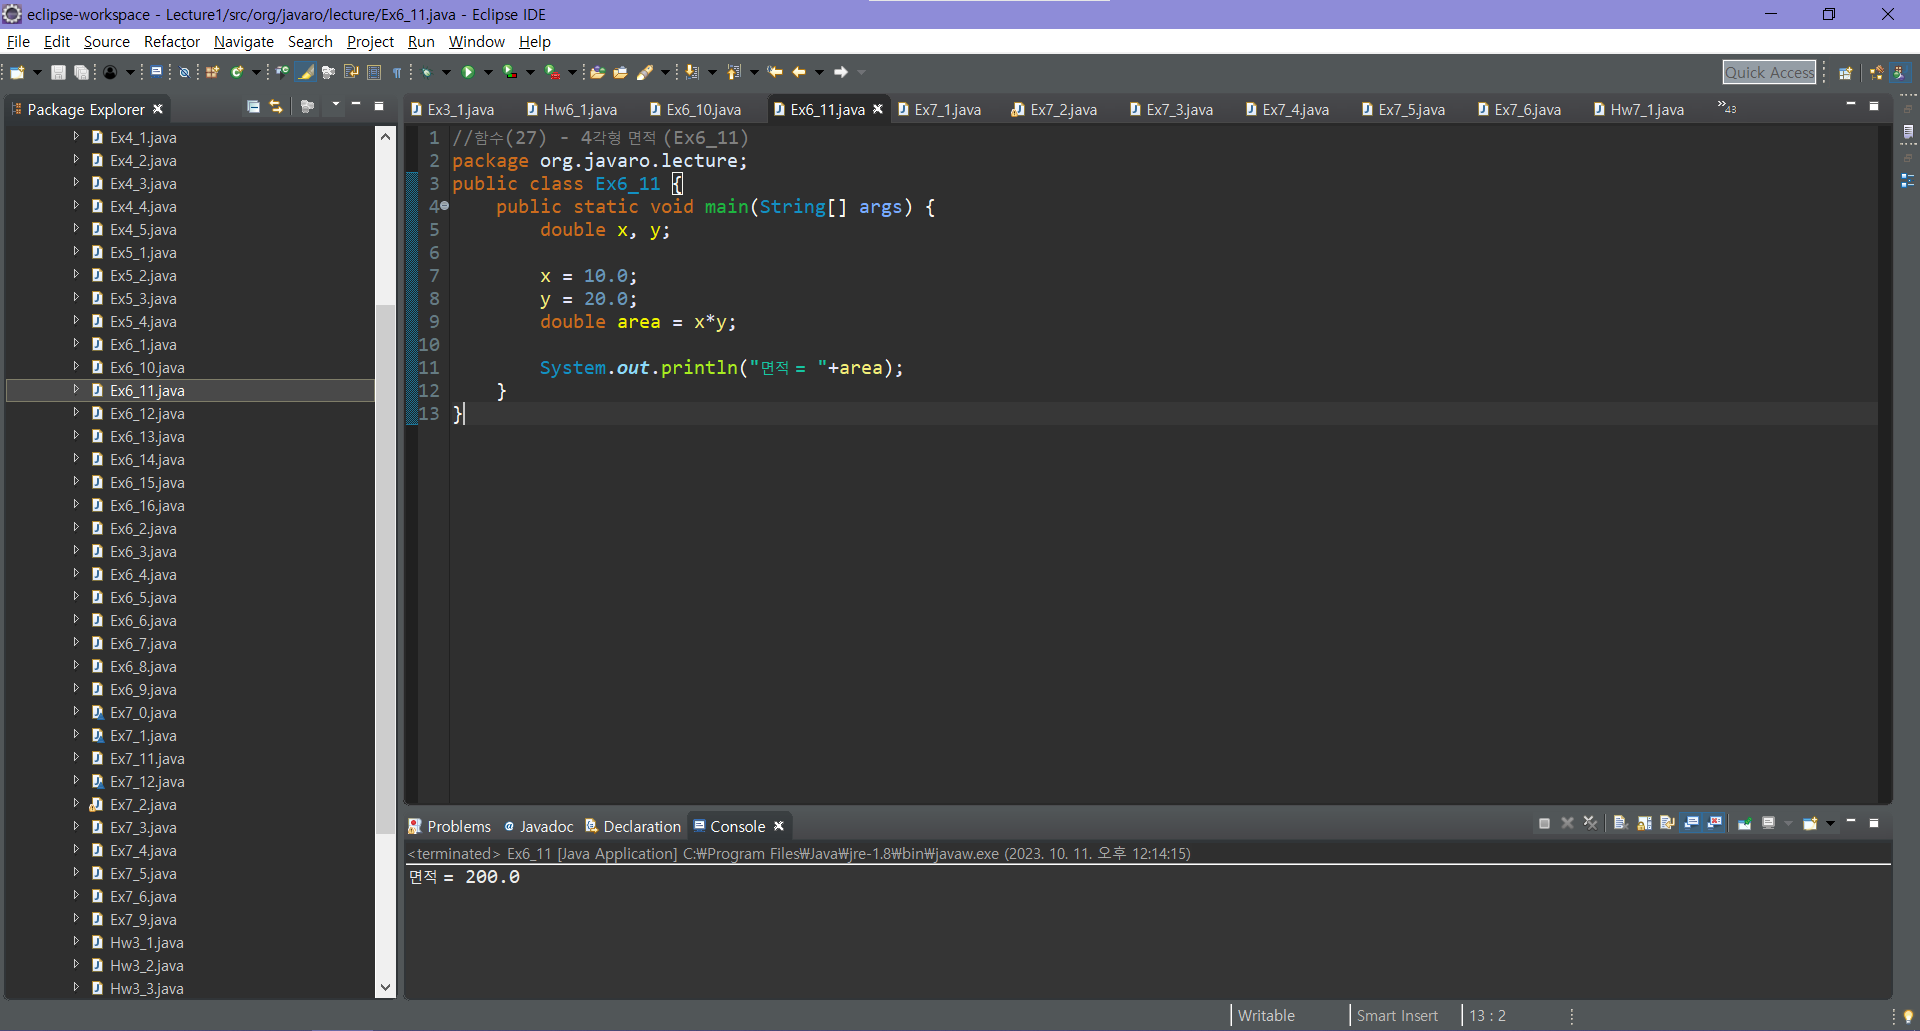 eclipse-workspace - Lecture1/src/org/javaro/lecture/Ex6_11.java - Eclipse IDE
File Edit Source Refactor Navigate Search Project Run Window Help
Quick Access
Package Explorer
Ex4_1.java
Ex4_2.java
Ex4_3.java
Ex4_4.java
Ex4_5.java
Ex5_1.java
Ex5_2.java
Ex5_3.java
Ex5_4.java
Ex6_1.java
Ex6_10.java
Ex6_11.java
Ex6_12.java
Ex6_13.java
Ex6_14.java
Ex6_15.java
Ex6_16.java
Ex6_2.java
Ex6_3.java
Ex6_4.java
Ex6_5.java
Ex6_6.java
Ex6_7.java
Ex6_8.java
Ex6_9.java
Ex7_0.java
Ex7_1.java
Ex7_11.java
Ex7_12.java
Ex7_2.java
Ex7_3.java
Ex7_4.java
Ex7_5.java
Ex7_6.java
Ex7_9.java
Hw3_1.java
Hw3_2.java
Hw3_3.java
Ex3_1.java Hw6_1.java Ex6_10.java Ex6_11.java Ex7_1.java Ex7_2.java Ex7_3.java Ex7_4.java Ex7_5.java Ex7_6.java Hw7_1.java »43
1 //함수(27) - 4각형 면적 (Ex6_11)
2 package org.javaro.lecture;
3 public class Ex6_11 {
4 public static void main(String[] args) {
5 double x, y;
6
7 x = 10.0;
8 y = 20.0;
9 double area = x*y;
10
11 System.out.println("면적 = "+area);
12 }
13 }
Problems @ Javadoc Declaration Console
<terminated> Ex6_11 [Java Application] C:₩Program Files₩Java₩jre-1.8₩bin₩javaw.exe (2023. 10. 11. 오후 12:14:15)
면적 = 200.0
Writable Smart Insert 13 : 2